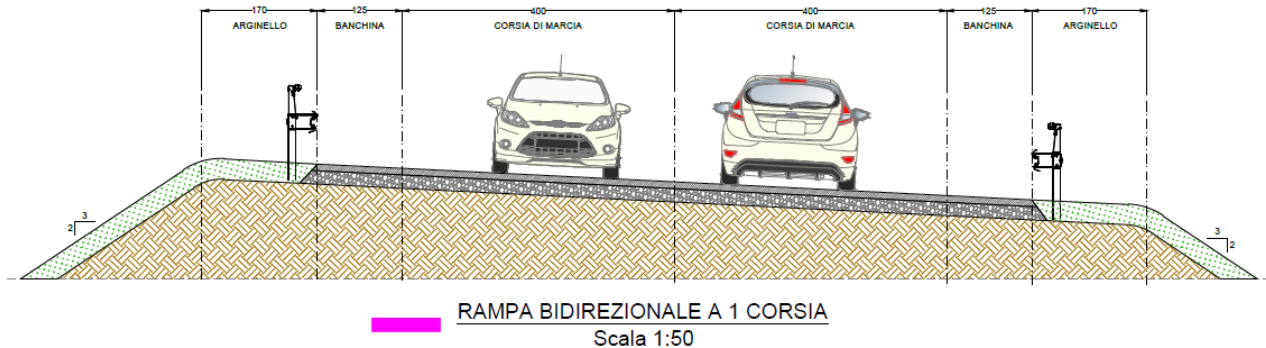 170 125 400 400 125 170
ARGINELLO BANCHINA CORSIA DI MARCIA CORSIA DI MARCIA BANCHINA ARGINELLO
3
2
3
2
RAMPA BIDIREZIONALE A 1 CORSIA
Scala 1:50